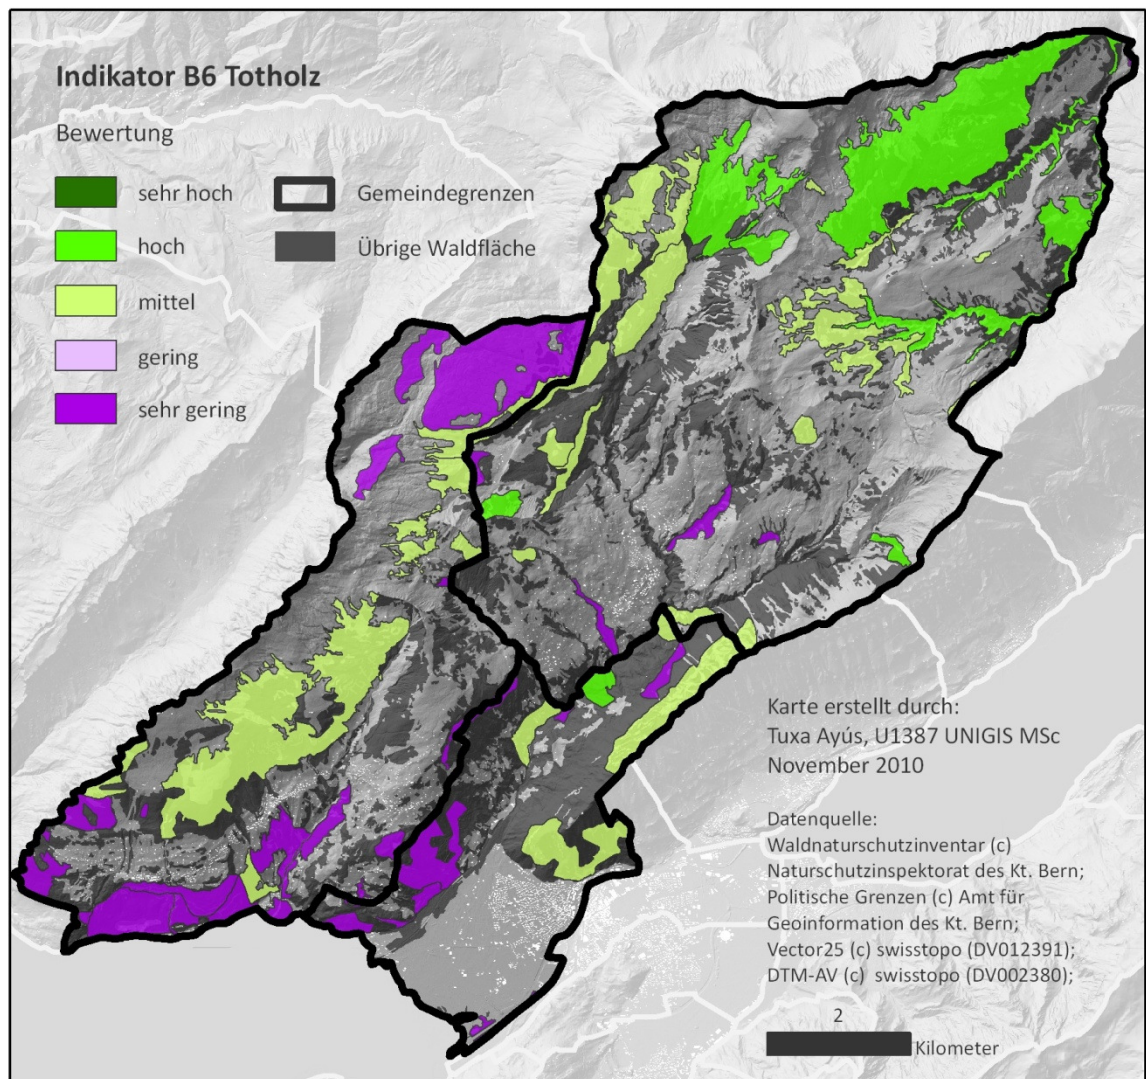 Indikator B6 Totholz
Bewertung
sehr hoch
hoch
mittel
gering
sehr gering
Gemeindegrenzen
Übrige Waldfläche
Karte erstellt durch:
Tuxa Ayús, U1387 UNIGIS MSc
November 2010
Datenquelle:
Waldnaturschutzinventar (c)
Naturschutzinspektorat des Kt. Bern;
Politische Grenzen (c) Amt für
Geoinformation des Kt. Bern;
Vector25 (c) swisstopo (DV012391);
DTM-AV (c) swisstopo (DV002380);
2
Kilometer